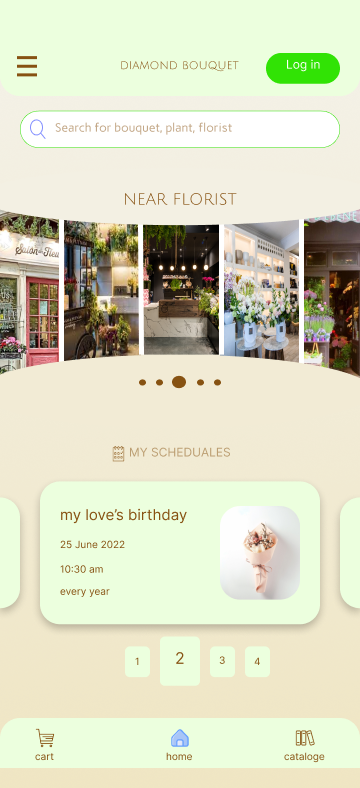 DIAMOND BOUQUET
Log in
Search for bouquet, plant, florist
NEAR FLORIST
MY SCHEDUALES
my love's birthday
25 June 2022
10:30 am
every year
1
2
3
4
cart
home
cataloge